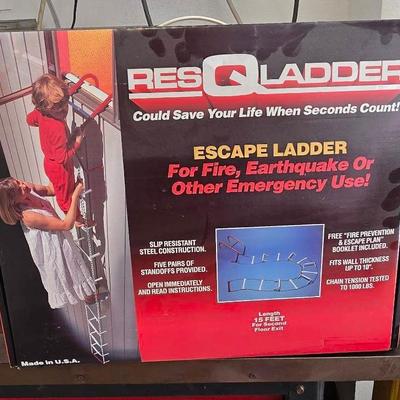 RESQLADDER
Could Save Your Life When Seconds Count!
ESCAPE LADDER
For Fire, Earthquake Or
Other Emergency Use!
SLIP RESISTANT
STEEL CONSTRUCTION.
FIVE PAIRS OF
STANDOFFS PROVIDED.
OPEN IMMEDIATELY
AND READ INSTRUCTIONS.
FREE "FIRE PREVENTION
& ESCAPE PLAN"
BOOKLET INCLUDED.
FITS WALL THICKNESS
UP TO 10".
CHAIN TENSION TESTED
TO 1000 LBS.
Length
15 FEET
For Second
Floor Exit
Made in U.S.A.